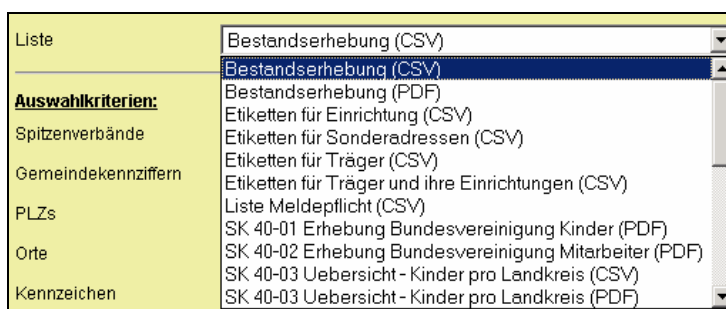 Liste
Bestandserhebung (CSV)
Bestandserhebung (CSV)
Bestandserhebung (PDF)
Etiketten für Einrichtung (CSV)
Etiketten für Sonderadressen (CSV)
Etiketten für Träger (CSV)
Etiketten für Träger und ihre Einrichtungen (CSV)
Liste Meldepflicht (CSV)
SK 40-01 Erhebung Bundesvereinigung Kinder (PDF)
SK 40-02 Erhebung Bundesvereinigung Mitarbeiter (PDF)
SK 40-03 Uebersicht - Kinder pro Landkreis (CSV)
SK 40-03 Uebersicht - Kinder pro Landkreis (PDF)
Auswahlkriterien:
Spitzenverbände
Gemeindekennziffern
PLZs
Orte
Kennzeichen